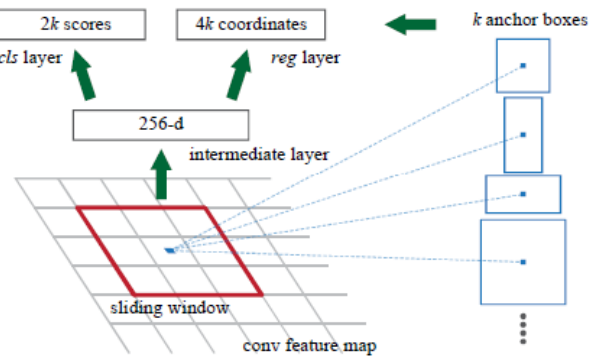 2k scores
4k coordinates
k anchor boxes
cls layer
reg layer
256-d
intermediate layer
sliding window
conv feature map